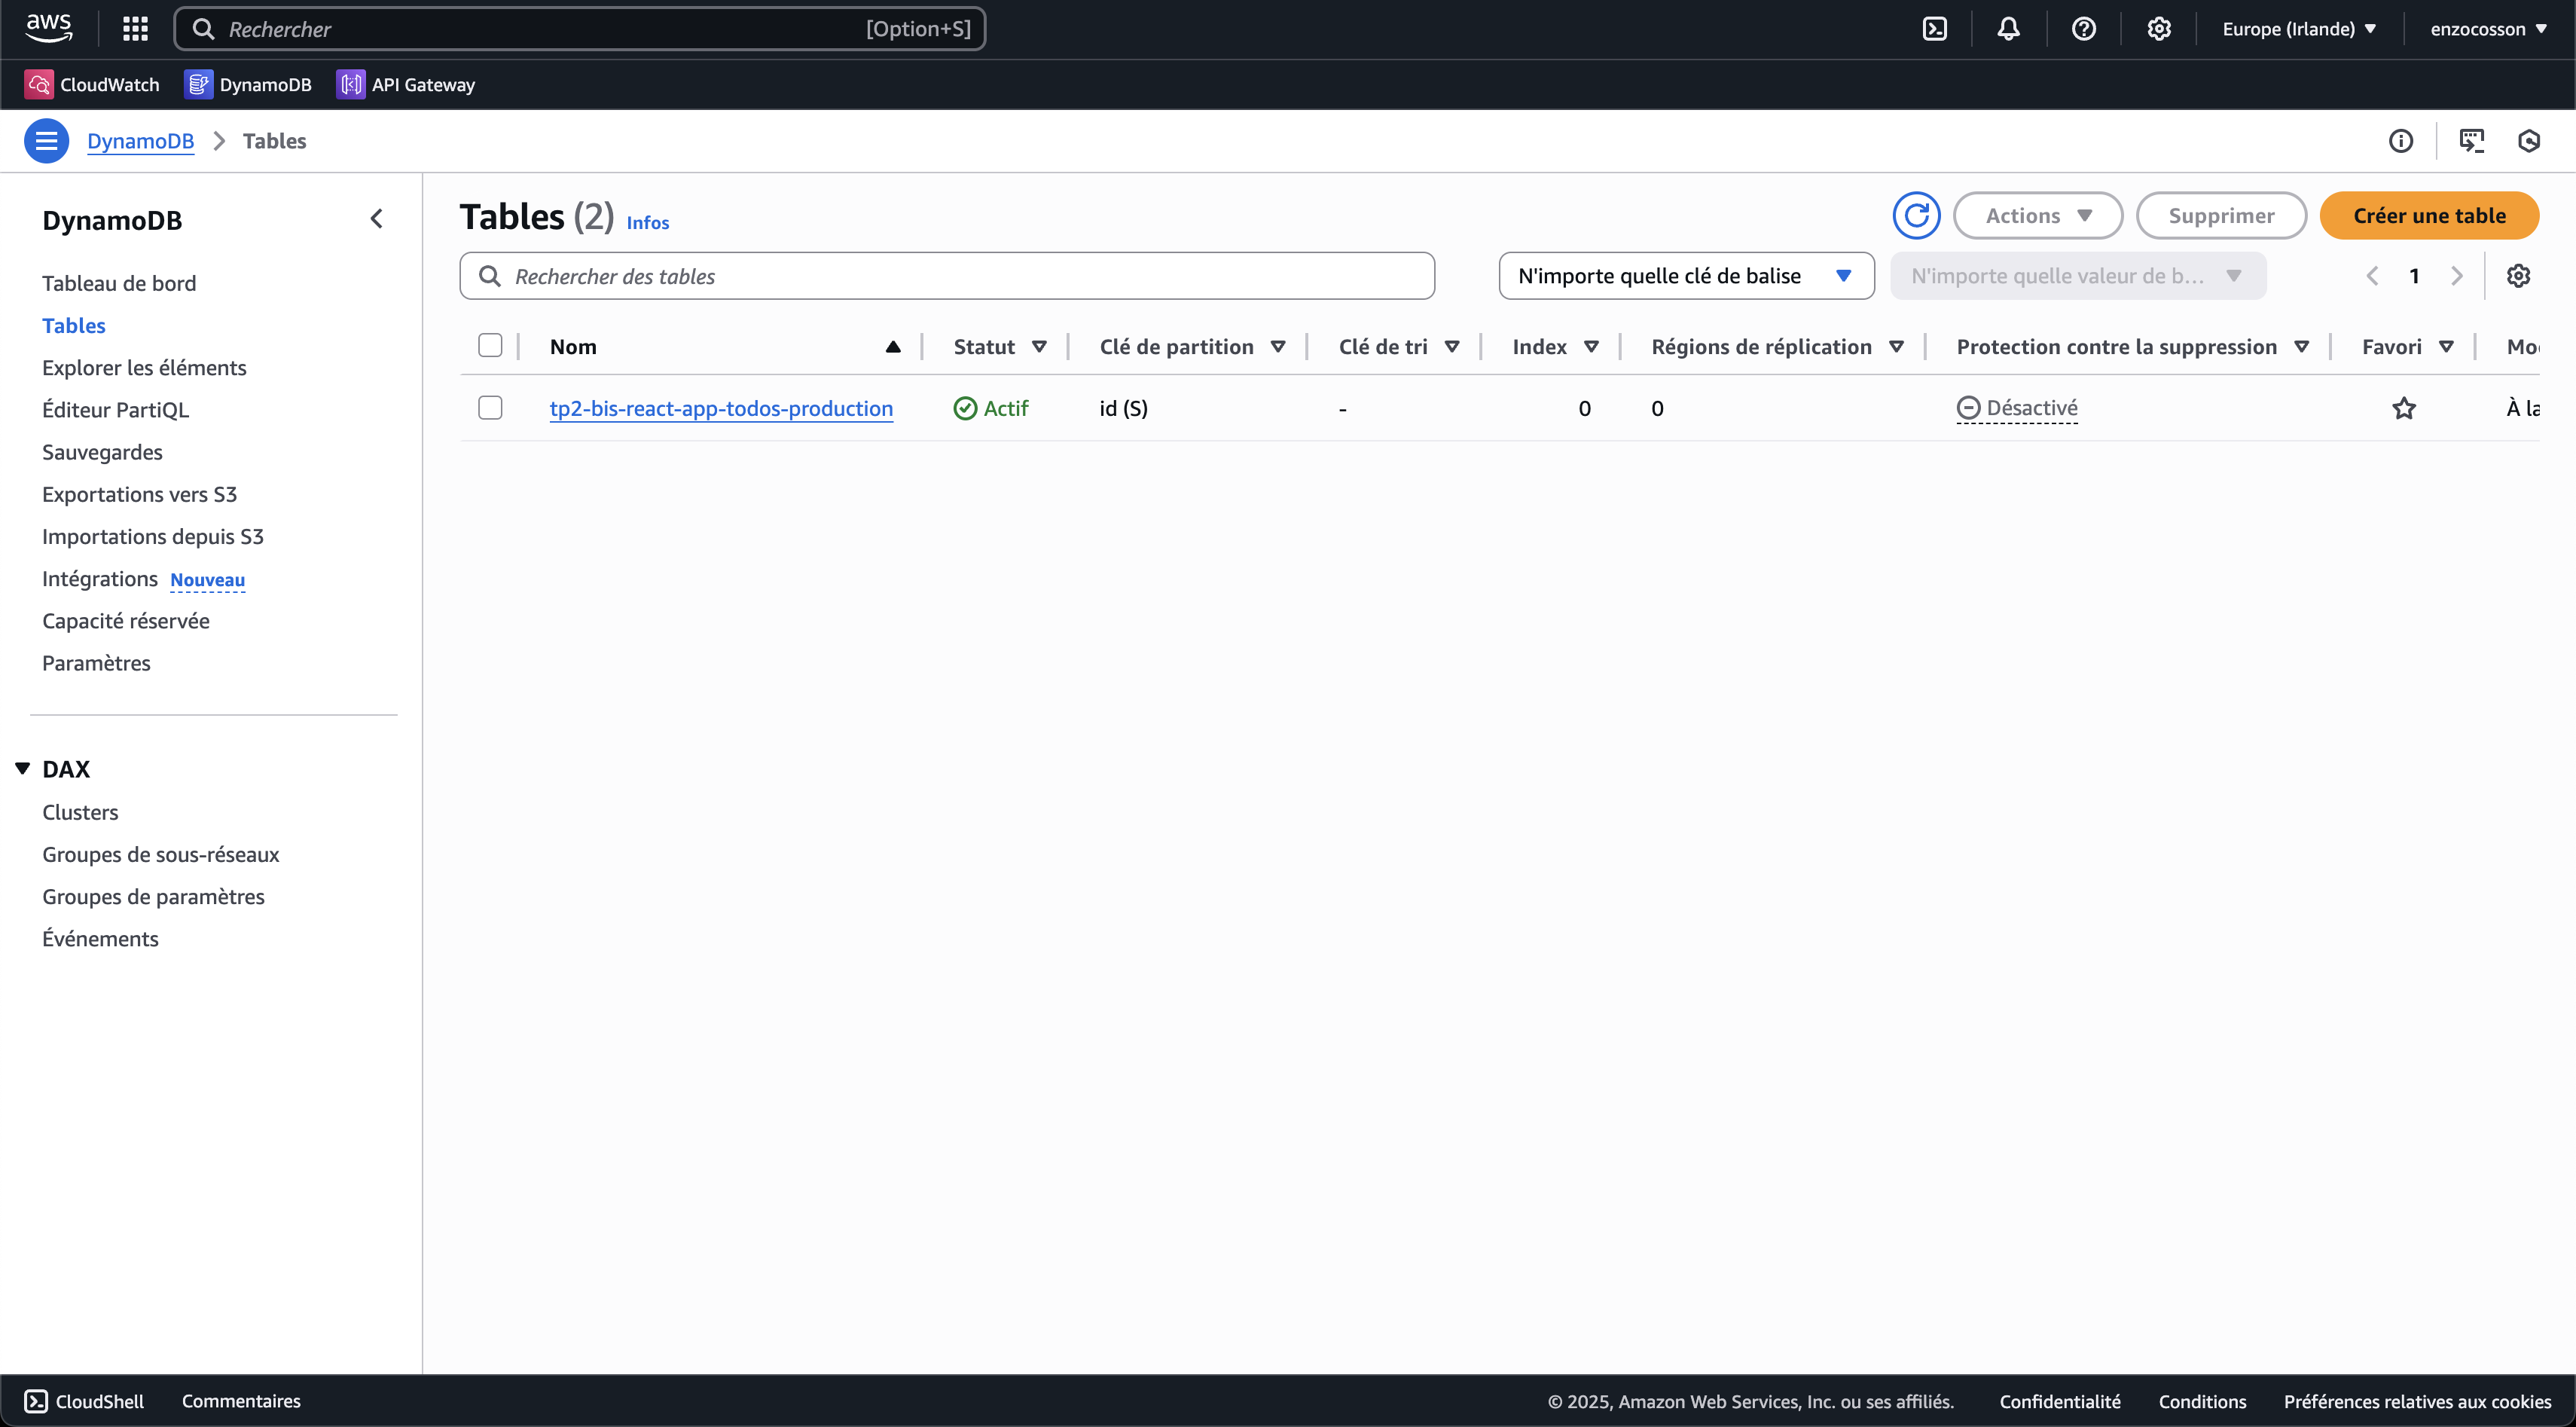 aws
Rechercher [Option+S] Europe (Irlande) enzocosson
CloudWatch DynamoDB API Gateway
DynamoDB Tables
DynamoDB
Tableau de bord
Tables
Explorer les éléments
Éditeur PartiQL
Sauvegardes
Exportations vers S3
Importations depuis S3
Intégrations Nouveau
Capacité réservée
Paramètres
DAX
Clusters
Groupes de sous-réseaux
Groupes de paramètres
Événements
Tables (2) Infos Actions Supprimer Créer une table
Rechercher des tables N'importe quelle clé de balise N'importe quelle valeur de b... 1
Nom Statut Clé de partition Clé de tri Index Régions de réplication Protection contre la suppression Favori
tp2-bis-react-app-todos-production Actif id (S) - 0 0 Désactivé À la
CloudShell Commentaires © 2025, Amazon Web Services, Inc. ou ses affiliés. Confidentialité Conditions Préférences relatives aux cookies